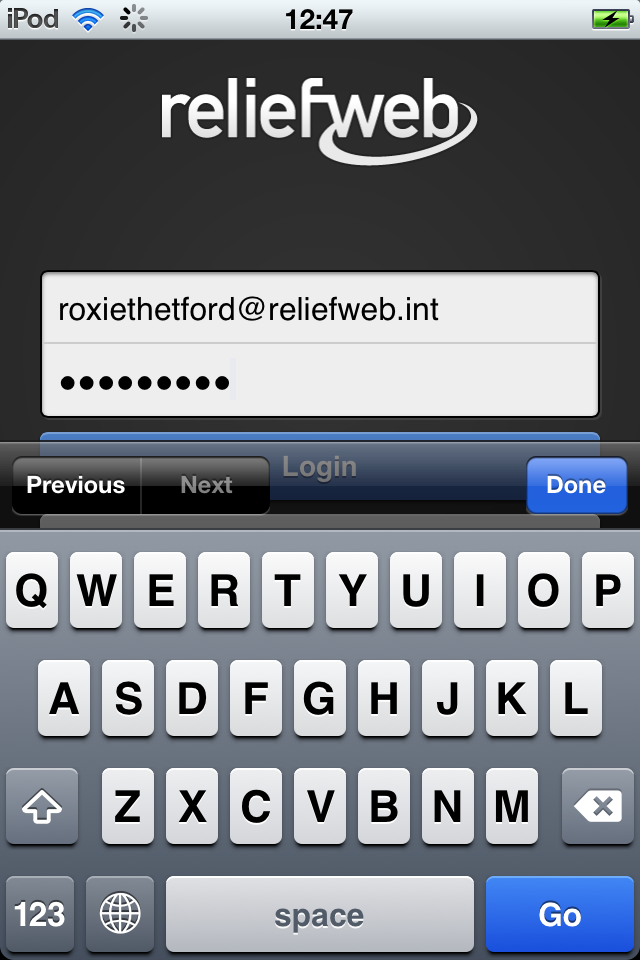 iPod 12:47
reliefweb
roxiethetford@reliefweb.int
●●●●●●●●●
Login
Previous Next Done
Q W E R T Y U I O P
A S D F G H J K L
Z X C V B N M
123 space Go